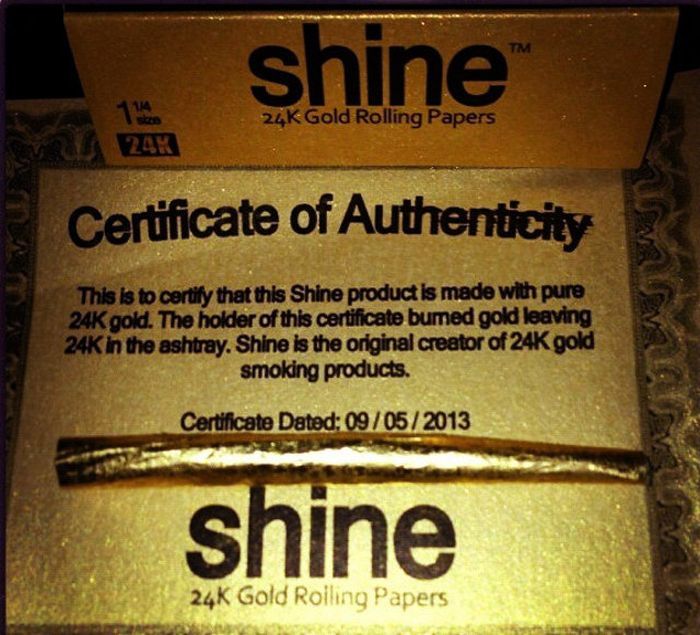 shine™
24K Gold Rolling Papers
1 1/4
size
24K
Certificate of Authenticity
This is to certify that this Shine product is made with pure
24K gold. The holder of this certificate burned gold leaving
24K in the ashtray. Shine is the original creator of 24K gold
smoking products.
Certificate Dated: 09 / 05 / 2013
shine
24K Gold Rolling Papers